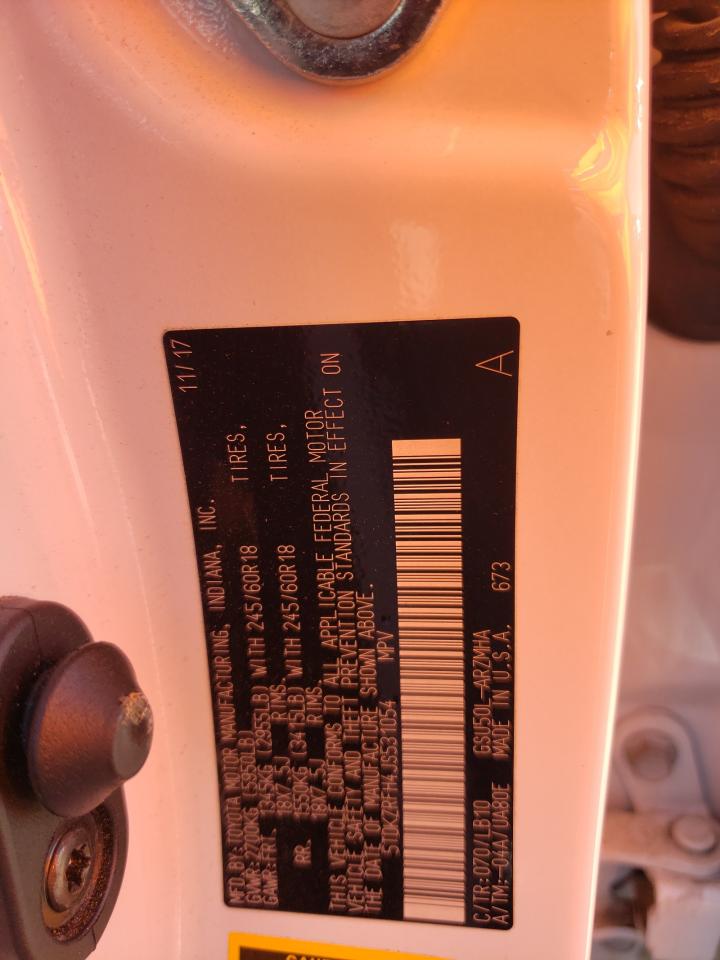 11/17
MFD BY: TOYOTA MOTOR MANUFACTURING, INDIANA, INC.
GVWR 2700KG (5950LB)
GAWR FRT. 1345KG (2955LB) WITH 245/60R18 TIRES,
18X7.5J RIMS,
RR. 1550KG (3415LB) WITH 245/60R18 TIRES,
18X7.5J RIMS,
THIS VEHICLE CONFORMS TO ALL APPLICABLE FEDERAL MOTOR
VEHICLE SAFETY AND THEFT PREVENTION STANDARDS IN EFFECT ON
THE DATE OF MANUFACTURE SHOWN ABOVE.
MPV
C/TR:070/LB10 GSU50L-ARZMHA
A/TM:-04A/UA80E MADE IN U.S.A. 673
A